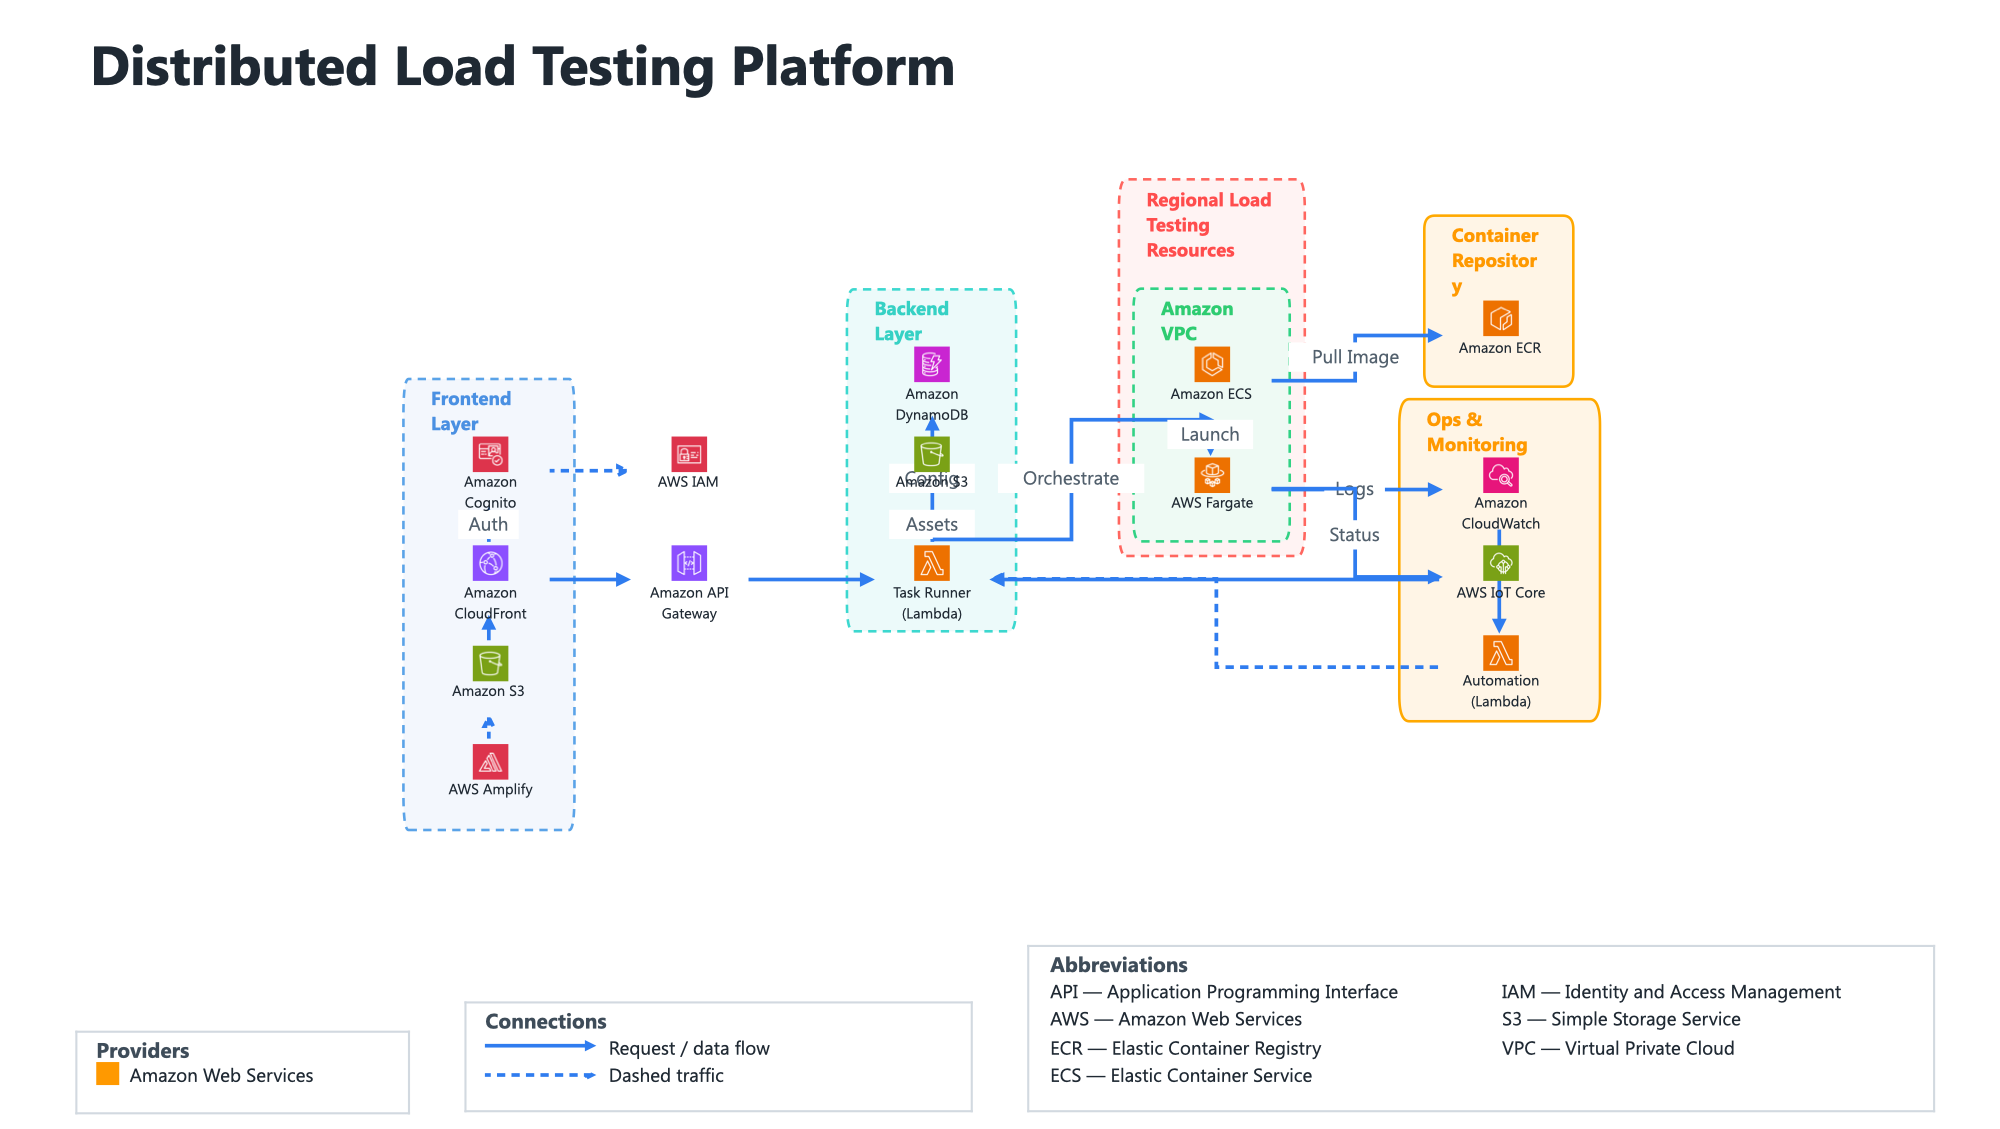 Distributed Load Testing Platform
Regional Load
Testing
Resources
Container
Repositor
y
Amazon ECR
Backend
Layer
Amazon
DynamoDB
Amazon S3
Config
Assets
Task Runner
(Lambda)
Amazon
VPC
Amazon ECS
Launch
AWS Fargate
Pull Image
Orchestrate
Logs
Status
Frontend
Layer
Amazon
Cognito
Auth
Amazon
CloudFront
Amazon S3
AWS Amplify
AWS IAM
Amazon API
Gateway
Ops &
Monitoring
Amazon
CloudWatch
AWS IoT Core
Automation
(Lambda)
Providers
Amazon Web Services
Connections
Request / data flow
Dashed traffic
Abbreviations
API — Application Programming Interface
AWS — Amazon Web Services
ECR — Elastic Container Registry
ECS — Elastic Container Service
IAM — Identity and Access Management
S3 — Simple Storage Service
VPC — Virtual Private Cloud